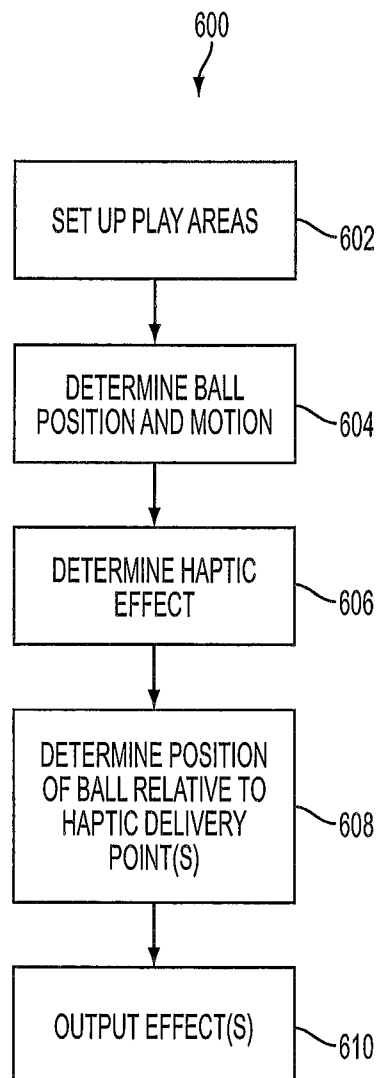 600
SET UP PLAY AREAS
602
DETERMINE BALL
POSITION AND MOTION
604
DETERMINE HAPTIC
EFFECT
606
DETERMINE POSITION
OF BALL RELATIVE TO
HAPTIC DELIVERY
POINT(S)
608
OUTPUT EFFECT(S)
610